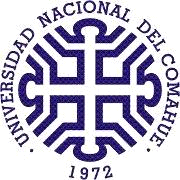 · UNIVERSIDAD NACIONAL DEL COMAHUE ·
1972